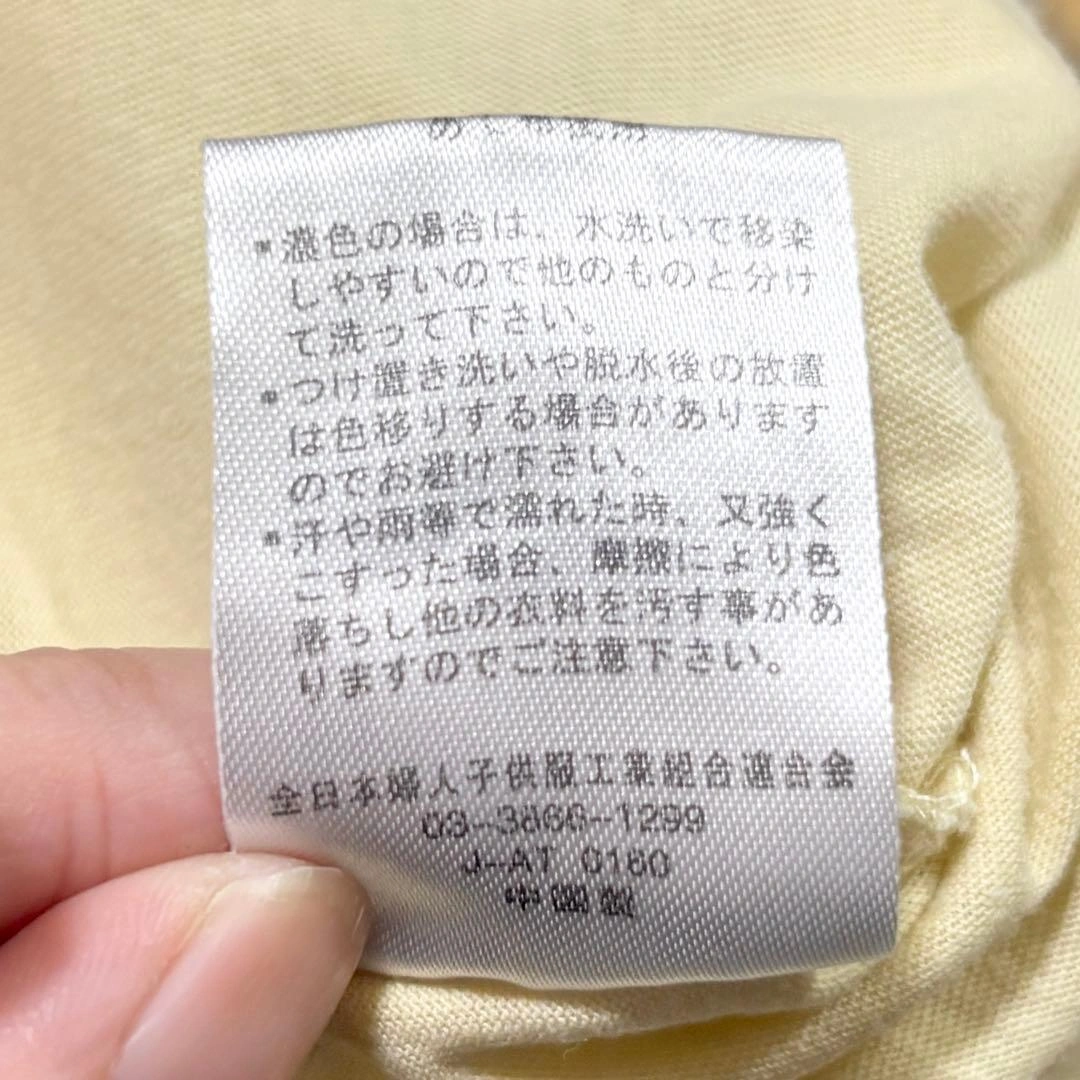 ・濃色の場合は、水洗いで移染
しやすいので他のものと分け
て洗って下さい。
・つけ置き洗いや脱水後の放置
は色移りする場合があります
のでお避け下さい。
・汗や雨等で濡れた時、又強く
こすった場合、摩擦により色
落ちし他の衣料を汚す事があ
りますのでご注意下さい。
全日本婦人子供服工業組合連合会
03-3866-1299
J-AT 0160
中国製